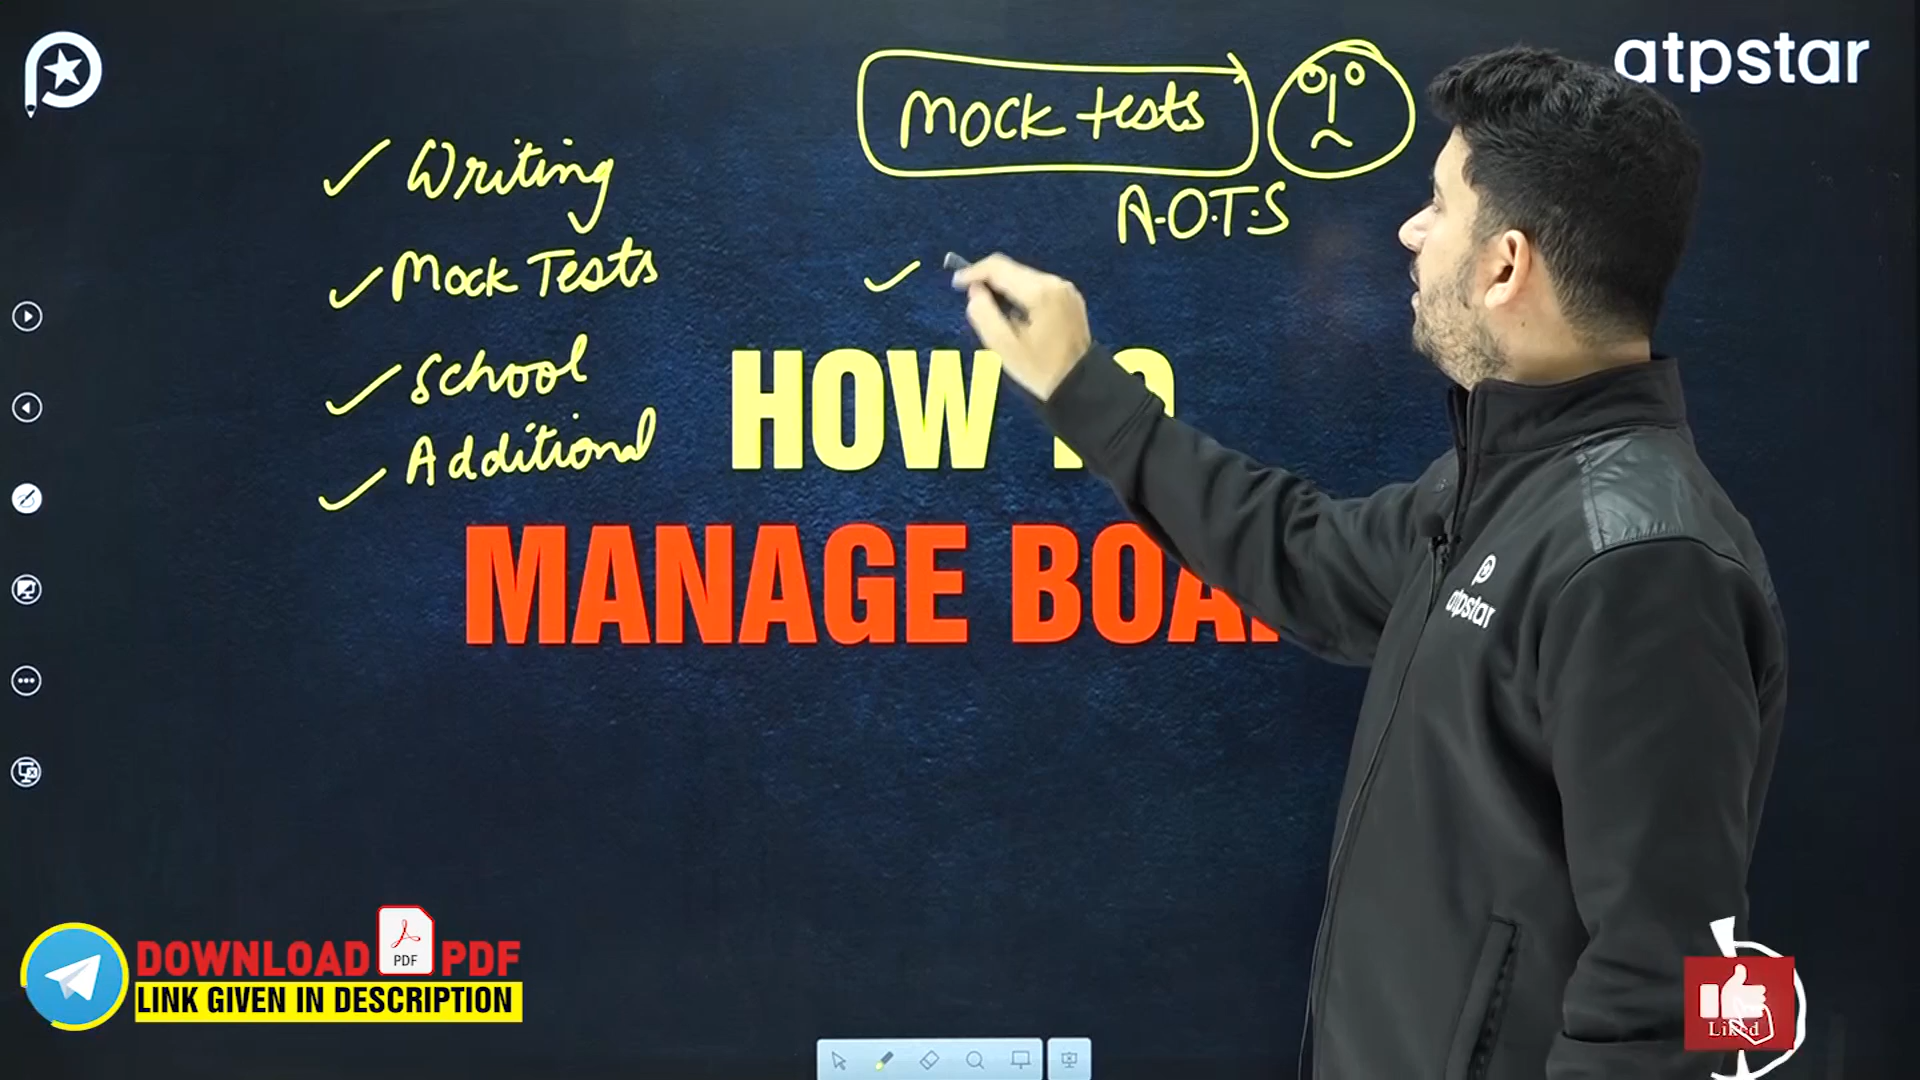 atpstar
Mock tests
A.O.T.S
Writing
Mock Tests
School
Additional
HOW
MANAGE
atpstar
DOWNLOAD PDF
PDF
LINK GIVEN IN DESCRIPTION
Liked